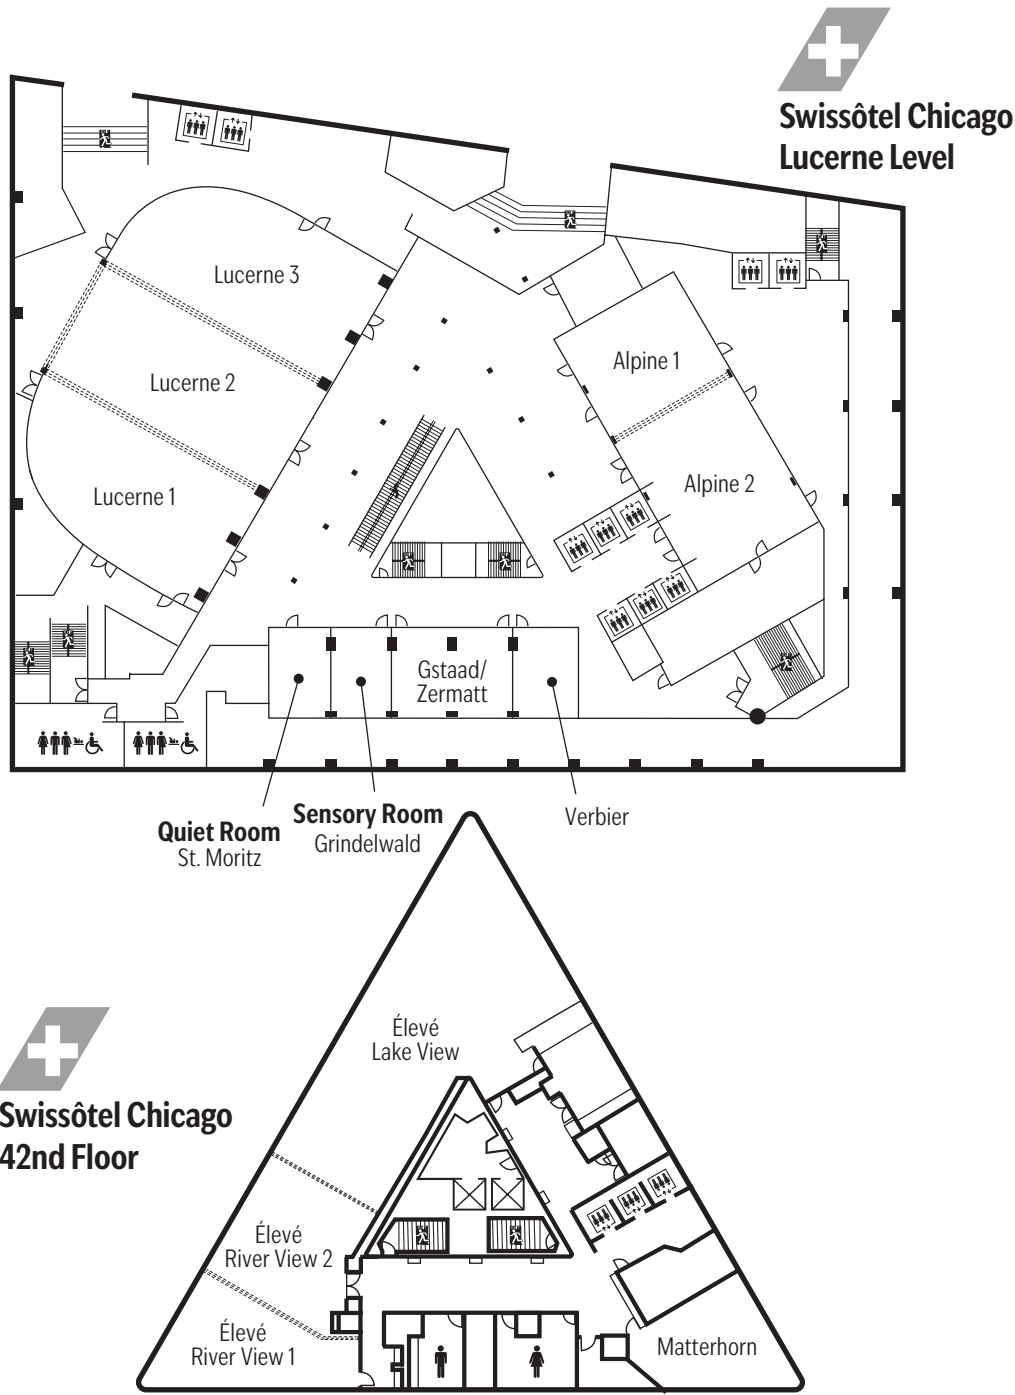 Swissôtel Chicago
Lucerne Level
Lucerne 3
Lucerne 2
Lucerne 1
Alpine 1
Alpine 2
Gstaad/
Zermatt
Quiet Room
St. Moritz
Sensory Room
Grindelwald
Verbier
Swissôtel Chicago
42nd Floor
Élevé
Lake View
Élevé
River View 2
Élevé
River View 1
Matterhorn